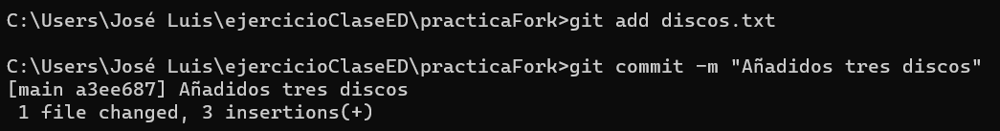 C:\Users\José Luis\ejercicioClaseED\practicaFork>git add discos.txt
C:\Users\José Luis\ejercicioClaseED\practicaFork>git commit -m "Añadidos tres discos"
[main a3ee687] Añadidos tres discos
 1 file changed, 3 insertions(+)